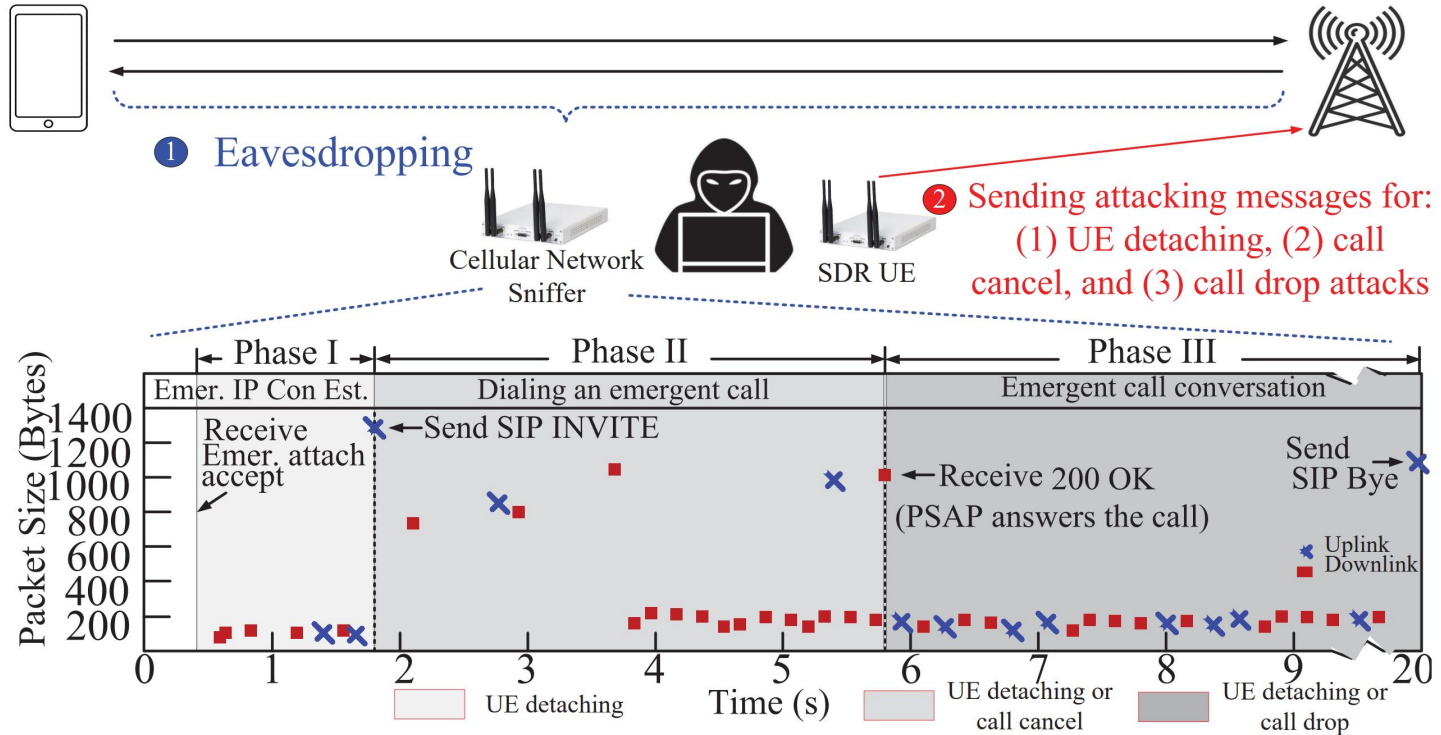 1 Eavesdropping
Cellular Network
Sniffer
SDR UE
2 Sending attacking messages for:
(1) UE detaching, (2) call
cancel, and (3) call drop attacks
Phase I
Phase II
Phase III
Emer. IP Con Est.
Dialing an emergent call
Emergent call conversation
Packet Size (Bytes)
1400
1200
1000
800
600
400
200
Receive
Emer. attach
accept
Send SIP INVITE
Receive 200 OK
(PSAP answers the call)
Send
SIP Bye
Uplink
Downlink
0 1 2 3 4 5 6 7 8 9 20
Time (s)
UE detaching
UE detaching or
call cancel
UE detaching or
call drop